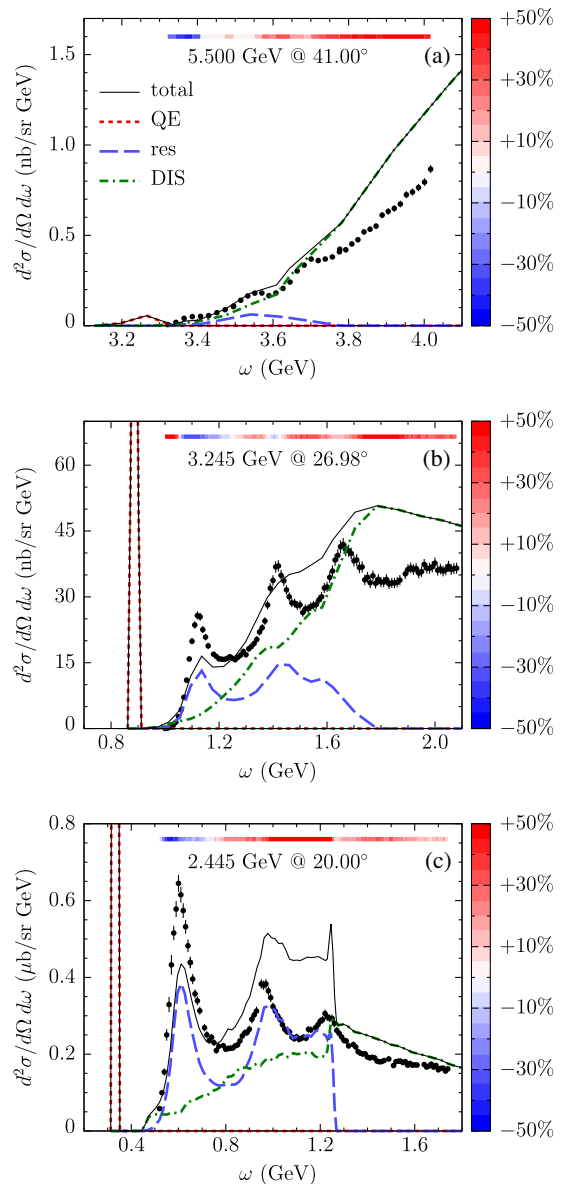 +50%
5.500 GeV @ 41.00°
(a)
1.5
total
+30%
QE
res
+10%
1.0
DIS
−10%
0.5
−30%
0
−50%
3.2
3.4
3.6
3.8
4.0
ω (GeV)
d²σ/dΩ dω (nb/sr GeV)
+50%
3.245 GeV @ 26.98°
(b)
60
+30%
45
+10%
30
−10%
15
−30%
0
−50%
0.8
1.2
1.6
2.0
ω (GeV)
d²σ/dΩ dω (nb/sr GeV)
0.8
+50%
2.445 GeV @ 20.00°
(c)
0.6
+30%
+10%
0.4
−10%
0.2
−30%
0
−50%
0.4
0.8
1.2
1.6
ω (GeV)
d²σ/dΩ dω (μb/sr GeV)